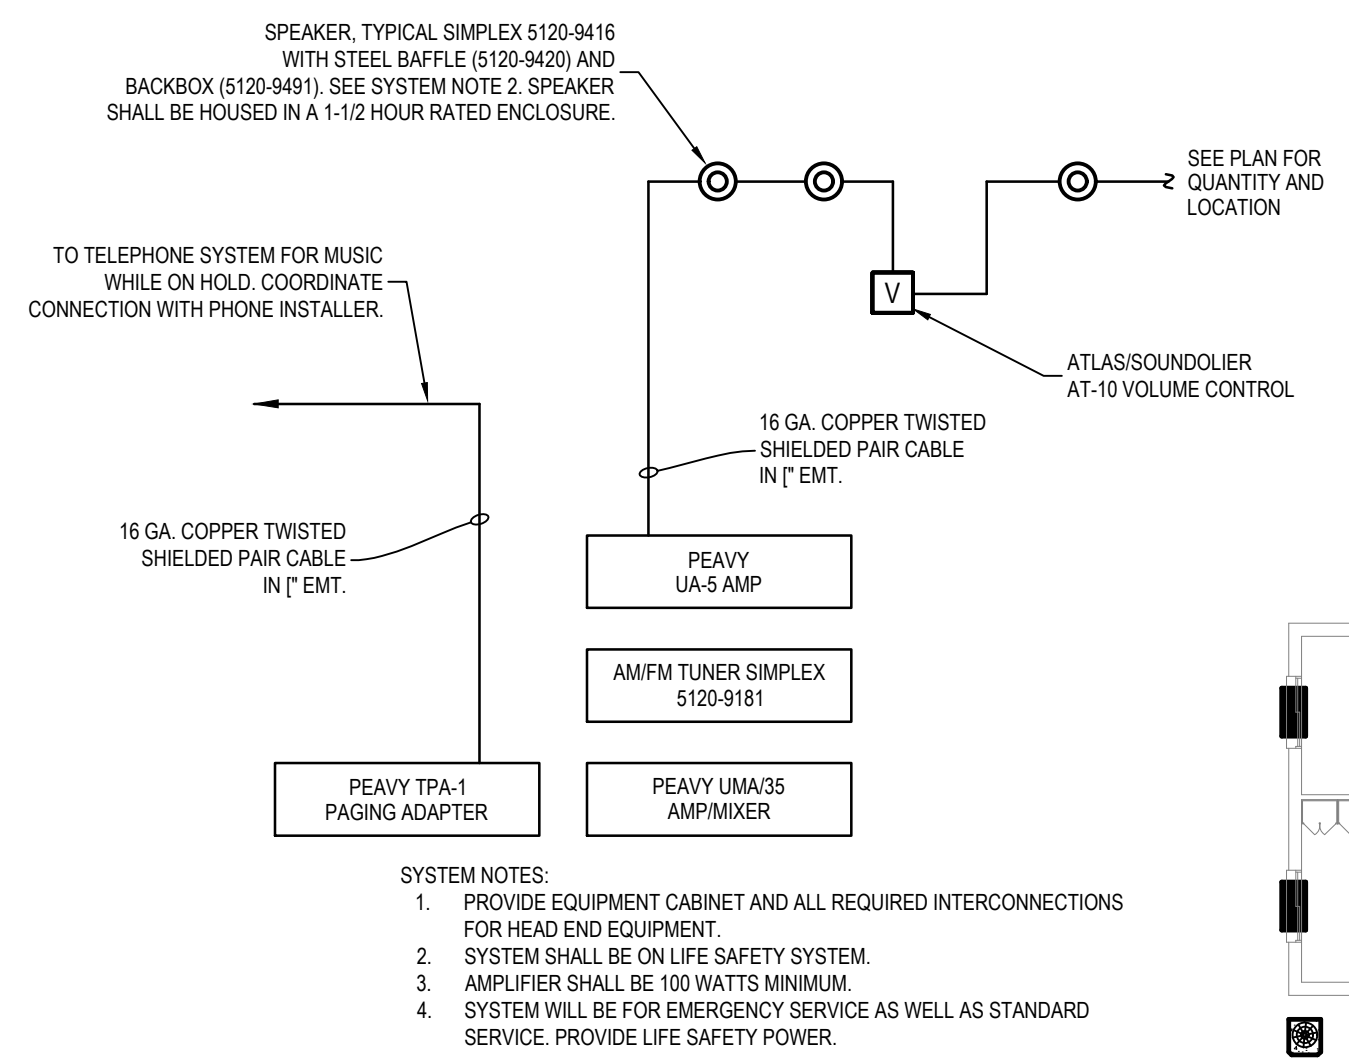 SPEAKER, TYPICAL SIMPLEX 5120-9416
WITH STEEL BAFFLE (5120-9420) AND
BACKBOX (5120-9491). SEE SYSTEM NOTE 2. SPEAKER
SHALL BE HOUSED IN A 1-1/2 HOUR RATED ENCLOSURE.
SEE PLAN FOR
QUANTITY AND
LOCATION
TO TELEPHONE SYSTEM FOR MUSIC
WHILE ON HOLD. COORDINATE
CONNECTION WITH PHONE INSTALLER.
V
ATLAS/SOUNDOLIER
AT-10 VOLUME CONTROL
16 GA. COPPER TWISTED
SHIELDED PAIR CABLE
IN [" EMT.
16 GA. COPPER TWISTED
SHIELDED PAIR CABLE
IN [" EMT.
PEAVY
UA-5 AMP
AM/FM TUNER SIMPLEX
5120-9181
PEAVY TPA-1
PAGING ADAPTER
PEAVY UMA/35
AMP/MIXER
SYSTEM NOTES:
1. PROVIDE EQUIPMENT CABINET AND ALL REQUIRED INTERCONNECTIONS
FOR HEAD END EQUIPMENT.
2. SYSTEM SHALL BE ON LIFE SAFETY SYSTEM.
3. AMPLIFIER SHALL BE 100 WATTS MINIMUM.
4. SYSTEM WILL BE FOR EMERGENCY SERVICE AS WELL AS STANDARD
SERVICE. PROVIDE LIFE SAFETY POWER.